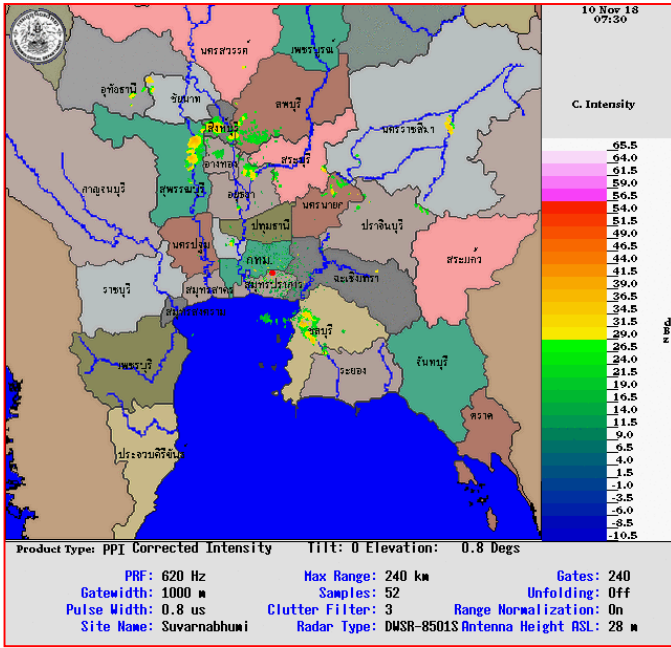 10 Nov 18
07:30
C. Intensity
นครสวรรค์
เพชรบูรณ์
อุทัยธานี
ชัยนาท
ลพบุรี
สิงหบุรี
นครราชสีมา
อ่างทอง
สระบุรี
กาญจนบุรี
สุพรรณบุรี
อยุธยา
นครนายก
ปราจีนบุรี
ปทุมธานี
นครปฐม
สระแก้ว
กทม.
ราชบุรี
สมุทรสาคร
สมุทรปราการ
ฉะเชิงเทรา
สมุทรสงคราม
ชลบุรี
เพชรบุรี
ระยอง
จันทบุรี
ตราด
ประจวบคิรีขันธ์
65.5
64.0
61.5
59.0
56.5
54.0
51.5
49.0
46.5
44.0
41.5
39.0
36.5
34.0
31.5
29.0
26.5
24.0
21.5
19.0
16.5
14.0
11.5
9.0
6.5
4.0
1.5
-1.0
-3.5
-6.0
-8.5
-10.5
Product Type: PPI Corrected Intensity Tilt: 0 Elevation: 0.8 Degs
PRF: 620 Hz Max Range: 240 km Gates: 240
Gatewidth: 1000 m Samples: 52 Unfolding: Off
Pulse Width: 0.8 us Clutter Filter: 3 Range Normalization: On
Site Name: Suvarnabhumi Radar Type: DWSR-8501S Antenna Height ASL: 28 m